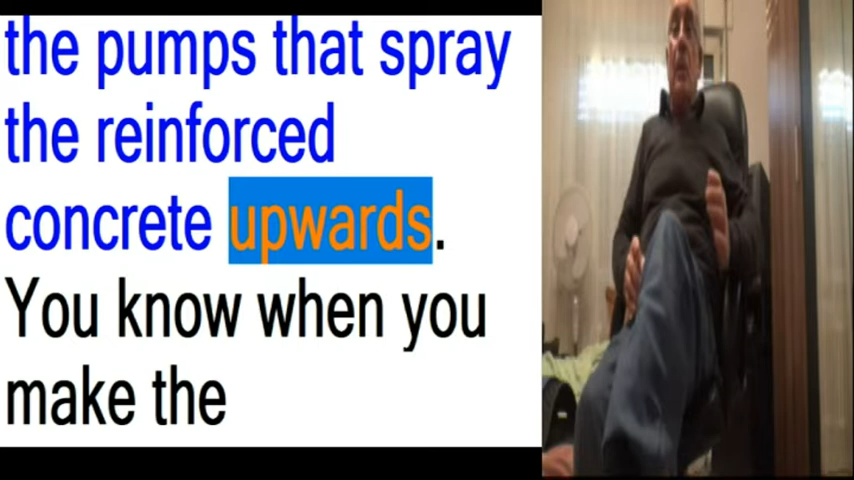 the pumps that spray
the reinforced
concrete upwards.
You know when you
make the